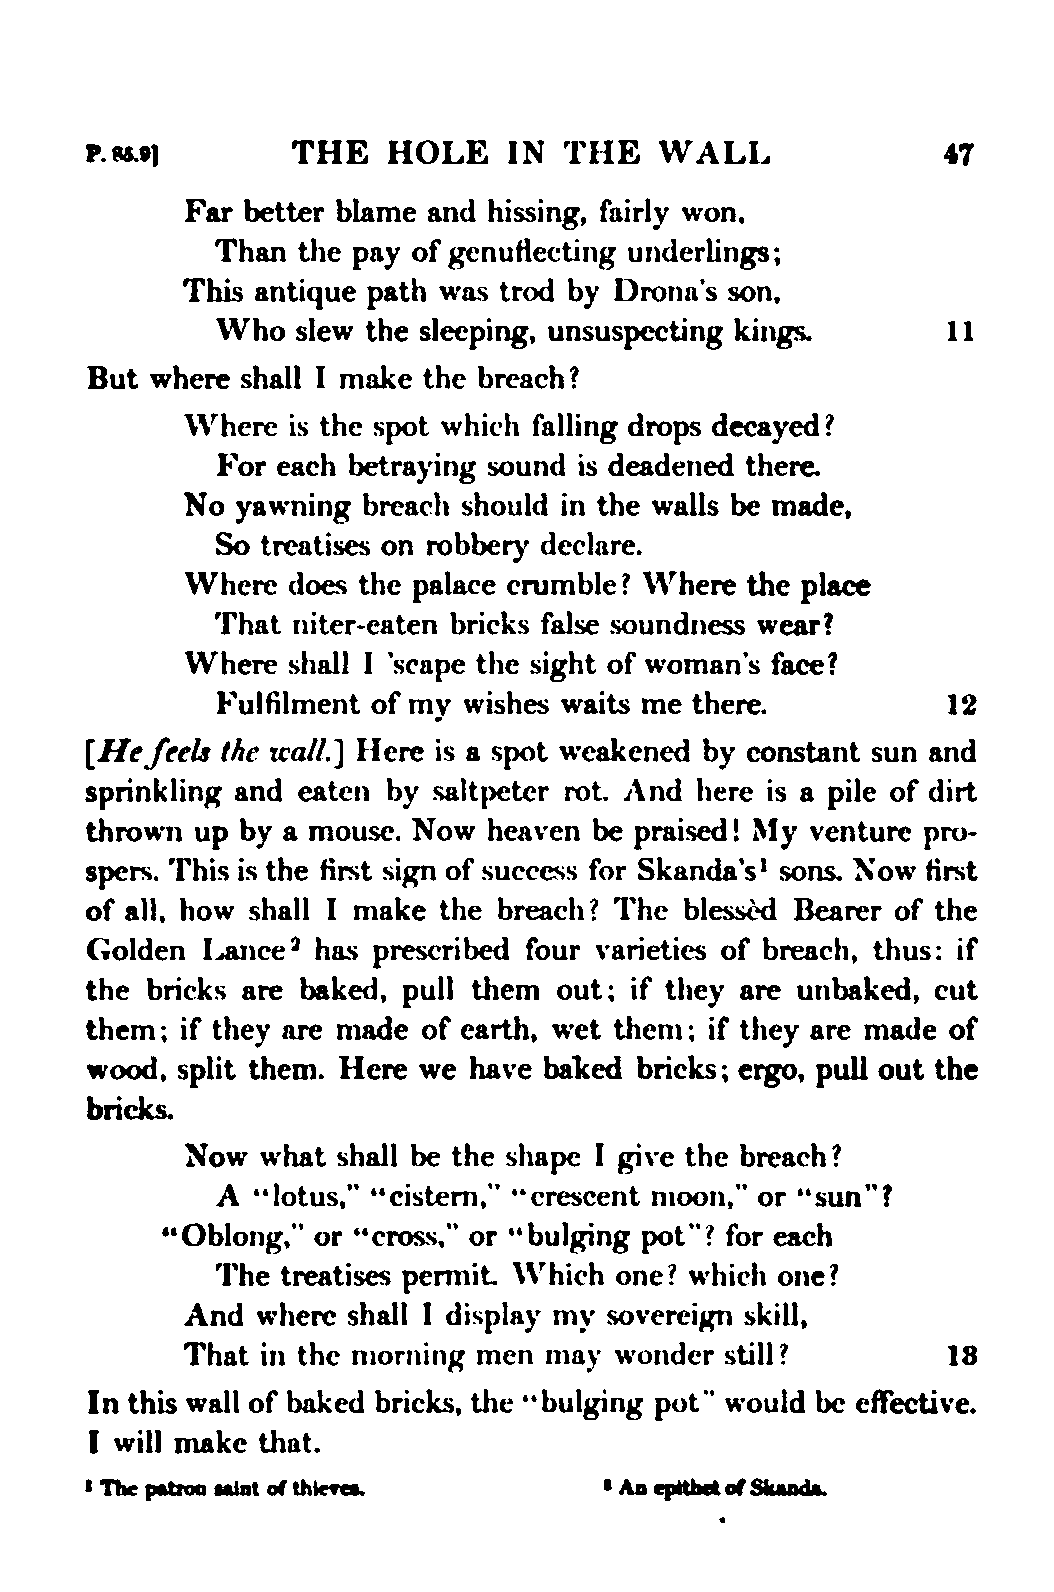 P. 85.9] THE HOLE IN THE WALL 47
Far better blame and hissing, fairly won,
Than the pay of genuflecting underlings;
This antique path was trod by Drona's son,
Who slew the sleeping, unsuspecting kings. 11
But where shall I make the breach?
Where is the spot which falling drops decayed?
For each betraying sound is deadened there.
No yawning breach should in the walls be made,
So treatises on robbery declare.
Where does the palace crumble? Where the place
That niter-eaten bricks false soundness wear?
Where shall I 'scape the sight of woman's face?
Fulfilment of my wishes waits me there. 12
[He feels the wall.] Here is a spot weakened by constant sun and
sprinkling and eaten by saltpeter rot. And here is a pile of dirt
thrown up by a mouse. Now heaven be praised! My venture pro-
spers. This is the first sign of success for Skanda's¹ sons. Now first
of all, how shall I make the breach? The blessèd Bearer of the
Golden Lance² has prescribed four varieties of breach, thus: if
the bricks are baked, pull them out; if they are unbaked, cut
them; if they are made of earth, wet them; if they are made of
wood, split them. Here we have baked bricks; ergo, pull out the
bricks.
Now what shall be the shape I give the breach?
A "lotus," "cistern," "crescent moon," or "sun"?
"Oblong," or "cross," or "bulging pot"? for each
The treatises permit. Which one? which one?
And where shall I display my sovereign skill,
That in the morning men may wonder still? 13
In this wall of baked bricks, the "bulging pot" would be effective.
I will make that.
¹ The patron saint of thieves. ² An epithet of Skanda.